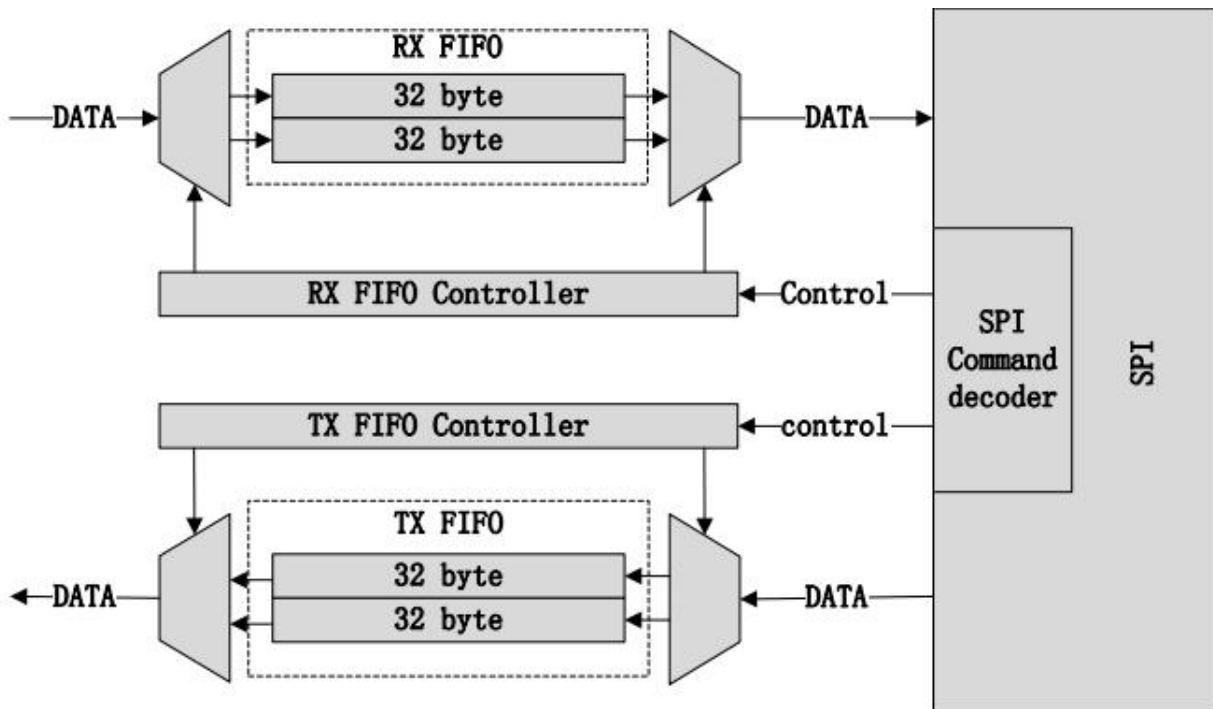 RX FIFO
32 byte
32 byte
DATA
DATA
RX FIFO Controller
Control
SPI
Command
decoder
SPI
TX FIFO Controller
control
TX FIFO
32 byte
32 byte
DATA
DATA